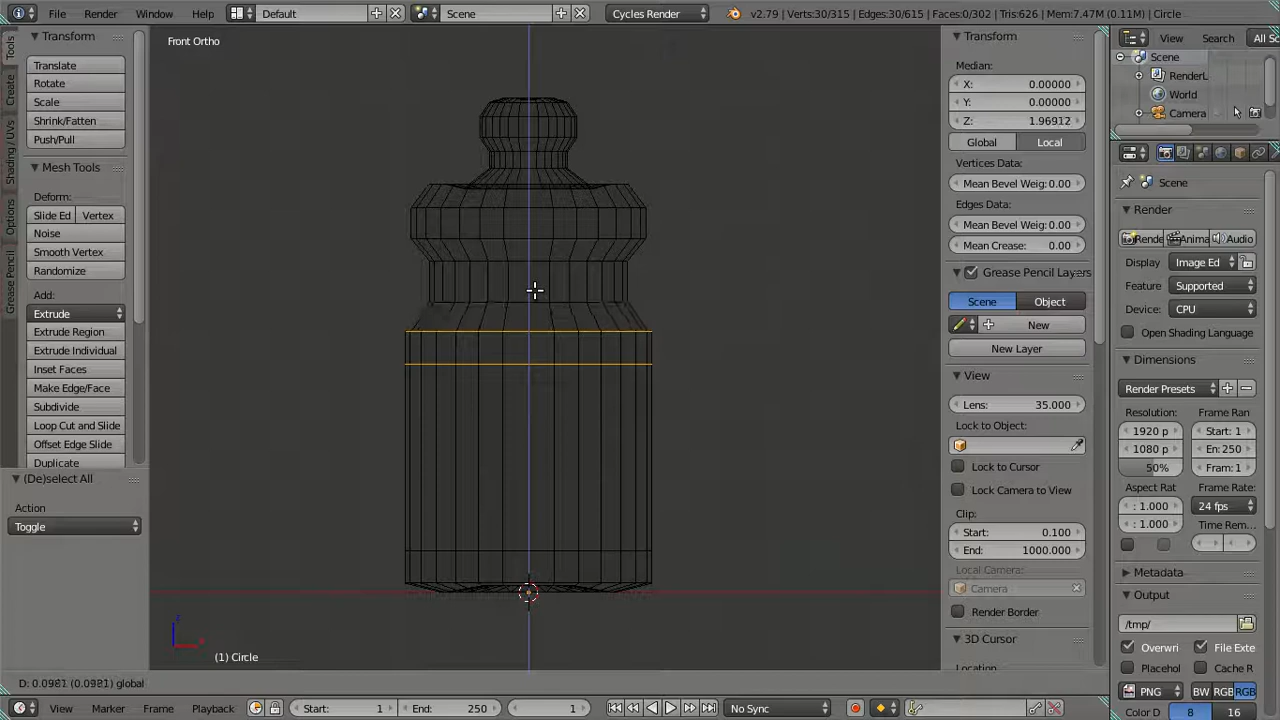 File Render Window Help Default Scene Cycles Render v2.79 | Verts:30/315 | Edges:30/615 | Faces:0/302 | Tris:626 | Mem:7.47M (0.11M) | Circle
Tools
Create
Shading / UVs
Options
Grease Pencil
Transform
Translate
Rotate
Scale
Shrink/Fatten
Push/Pull
Mesh Tools
Deform:
Slide Ed Vertex
Noise
Smooth Vertex
Randomize
Add:
Extrude
Extrude Region
Extrude Individual
Inset Faces
Make Edge/Face
Subdivide
Loop Cut and Slide
Offset Edge Slide
Duplicate
(De)select All
Action
Toggle
Front Ortho
z
x
(1) Circle
D: 0.0981 (0.0981) global
Transform
Median:
X: 0.00000
Y: 0.00000
Z: 1.96912
Global Local
Vertices Data:
Mean Bevel Weig: 0.00
Edges Data:
Mean Bevel Weig: 0.00
Mean Crease: 0.00
Grease Pencil Layers
Scene Object
New
New Layer
View
Lens: 35.000
Lock to Object:
Lock to Cursor
Lock Camera to View
Clip:
Start: 0.100
End: 1000.000
Local Camera:
Camera
Render Border
3D Cursor
Location
View Search All Sc
Scene
RenderL
World
Camera
Scene
Render
Rende Anima Audio
Display Image Ed
Feature Supported
Device: CPU
Open Shading Language
Dimensions
Render Presets
Resolution: Frame Ran
1920 p Start: 1
1080 p En: 250
50% Fram: 1
Aspect Rat Frame Rate:
: 1.000 24 fps
: 1.000 Time Rem...
Metadata
Output
/tmp/
Overwri File Exte
Placehol Cache R
PNG BW RGB RGB
Color D 8 16
View Marker Frame Playback Start: 1 End: 250 1 No Sync